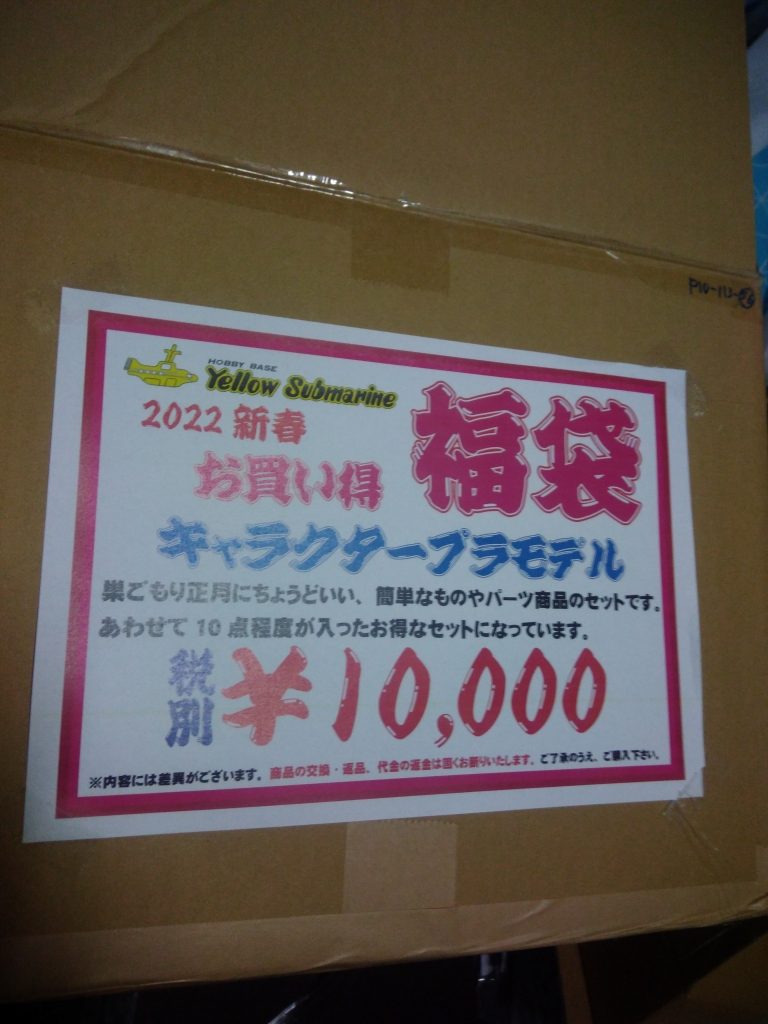 HOBBY BASE
Yellow Submarine
2022 新春
お買い得
福袋
キャラクタープラモデル
巣ごもり正月にちょうどいい、簡単なものやパーツ商品のセットです。
あわせて10点程度が入ったお得なセットになっています。
税別 ¥10,000
※内容には差異がございます。商品の交換・返品、代金の返金は固くお断りいたします。ご了承のうえ、ご購入下さい。